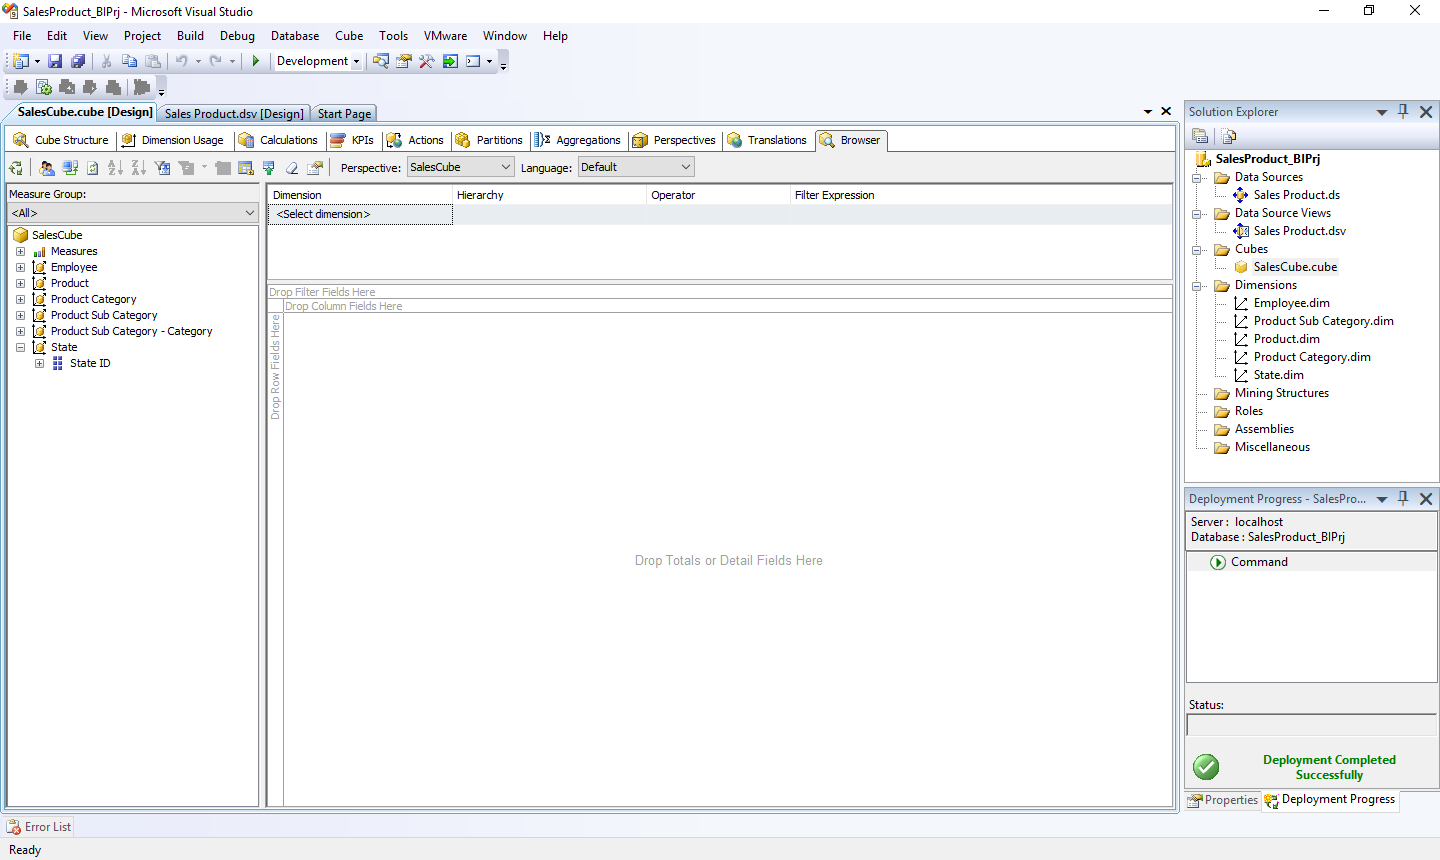 SalesProduct_BIPrj - Microsoft Visual Studio
File Edit View Project Build Debug Database Cube Tools VMware Window Help
Development
SalesCube.cube [Design] Sales Product.dsv [Design] Start Page
Cube Structure Dimension Usage Calculations KPIs Actions Partitions Aggregations Perspectives Translations Browser
Perspective: SalesCube Language: Default
Measure Group:
<All>
SalesCube
Measures
Employee
Product
Product Category
Product Sub Category
Product Sub Category - Category
State
State ID
Dimension Hierarchy Operator Filter Expression
<Select dimension>
Drop Filter Fields Here
Drop Column Fields Here
Drop Row Fields Here
Drop Totals or Detail Fields Here
Solution Explorer
SalesProduct_BIPrj
Data Sources
Sales Product.ds
Data Source Views
Sales Product.dsv
Cubes
SalesCube.cube
Dimensions
Employee.dim
Product Sub Category.dim
Product.dim
Product Category.dim
State.dim
Mining Structures
Roles
Assemblies
Miscellaneous
Deployment Progress - SalesPro...
Server : localhost
Database : SalesProduct_BIPrj
Command
Status:
Deployment Completed
Successfully
Properties Deployment Progress
Error List
Ready